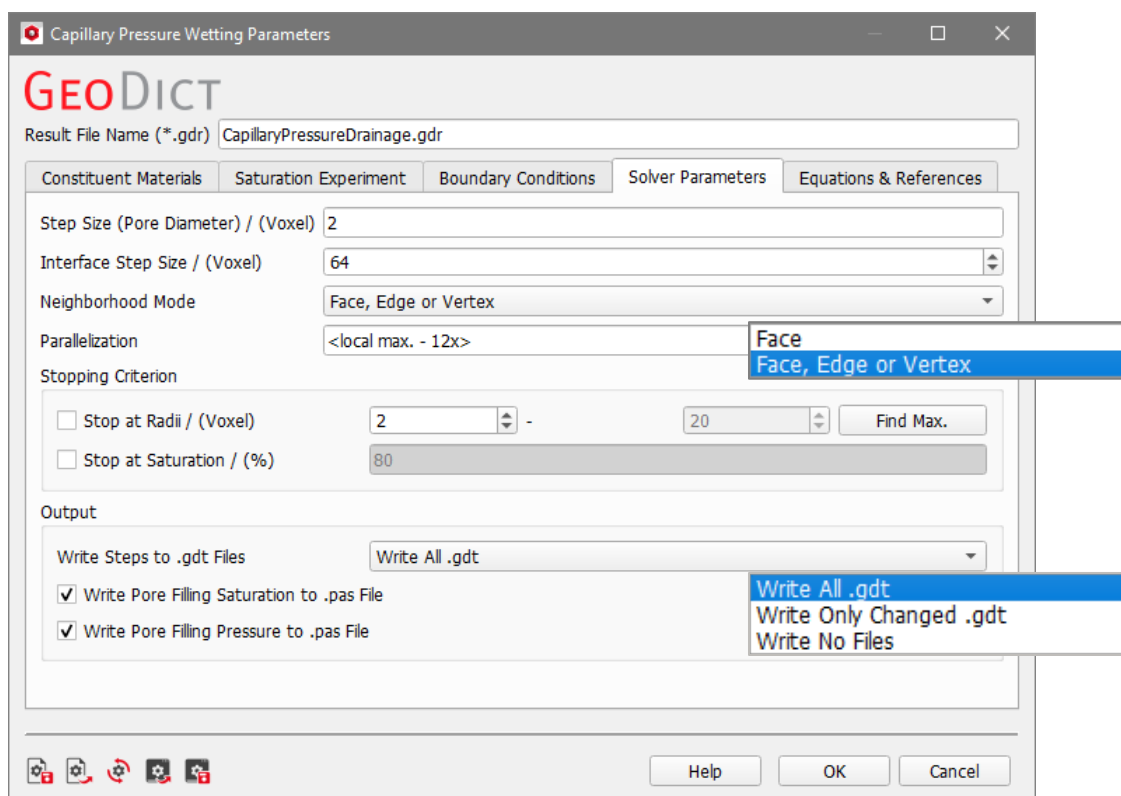 Capillary Pressure Wetting Parameters
GEODICT
Result File Name (*.gdr) CapillaryPressureDrainage.gdr
Constituent Materials Saturation Experiment Boundary Conditions Solver Parameters Equations & References
Step Size (Pore Diameter) / (Voxel) 2
Interface Step Size / (Voxel) 64
Neighborhood Mode Face, Edge or Vertex
Parallelization <local max. - 12x>
Face
Face, Edge or Vertex
Stopping Criterion
Stop at Radii / (Voxel) 2 - 20 Find Max.
Stop at Saturation / (%) 80
Output
Write Steps to .gdt Files Write All .gdt
Write Pore Filling Saturation to .pas File
Write Pore Filling Pressure to .pas File
Write All .gdt
Write Only Changed .gdt
Write No Files
Help OK Cancel